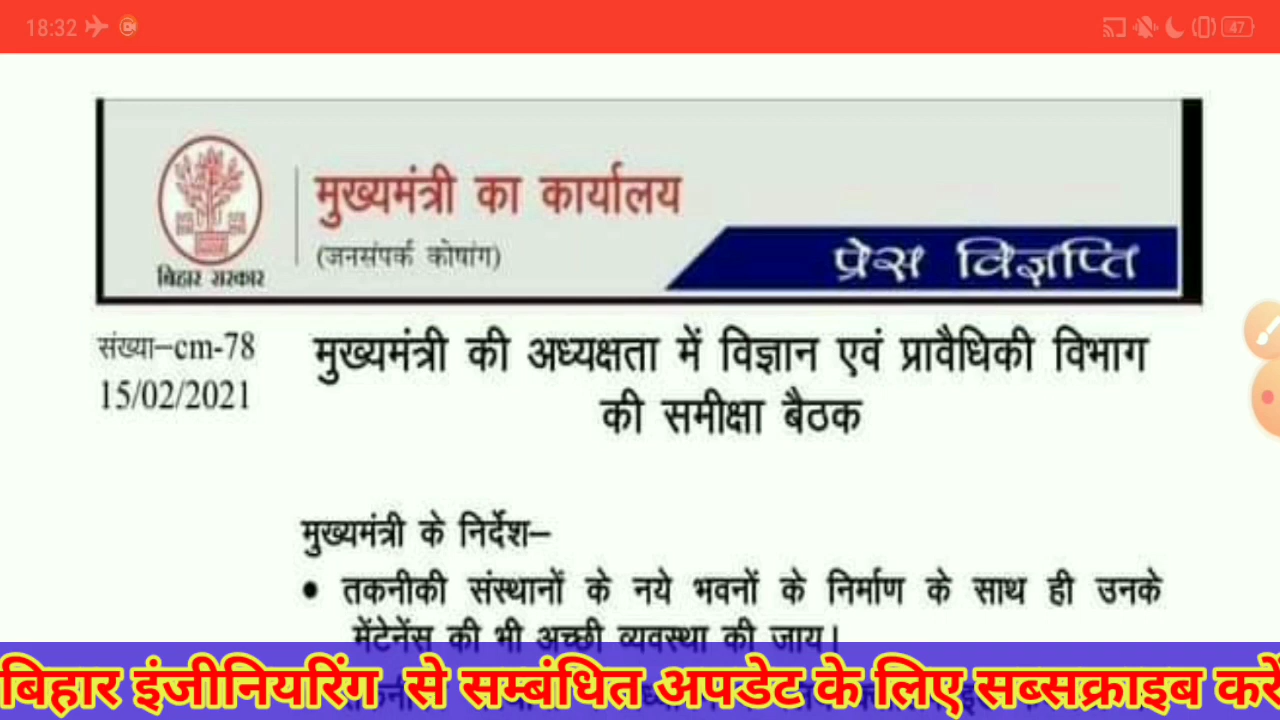 18:32
47
मुख्यमंत्री का कार्यालय
(जनसंपर्क कोषांग)
प्रेस विज्ञप्ति
बिहार सरकार
संख्या–cm-78
15/02/2021
मुख्यमंत्री की अध्यक्षता में विज्ञान एवं प्रावैधिकी विभाग
की समीक्षा बैठक
मुख्यमंत्री के निर्देश–
• तकनीकी संस्थानों के नये भवनों के निर्माण के साथ ही उनके
मेंटेनेंस की भी अच्छी व्यवस्था की जाय।
बिहार इंजीनियरिंग से सम्बंधित अपडेट के लिए सब्सक्राइब करें